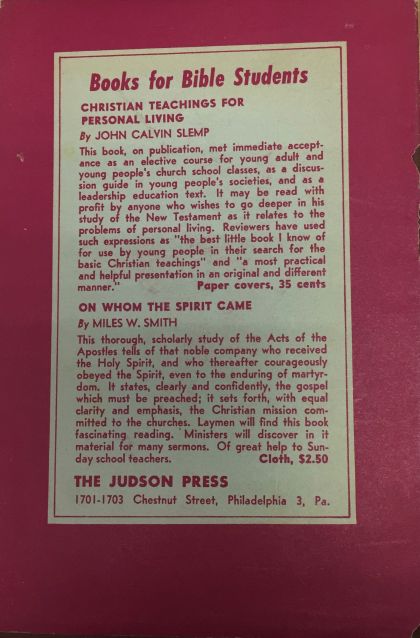 Books for Bible Students
CHRISTIAN TEACHINGS FOR
PERSONAL LIVING
By JOHN CALVIN SLEMP
This book, on publication, met immediate accept-
ance as an elective course for young adult and
young people's church school classes, as a discus-
sion guide in young people's societies, and as a
leadership education text. It may be read with
profit by anyone who wishes to go deeper in his
study of the New Testament as it relates to the
problems of personal living. Reviewers have used
such expressions as "the best little book I know of
for use by young people in their search for the
basic Christian teachings" and "a most practical
and helpful presentation in an original and different
manner." Paper covers, 35 cents
ON WHOM THE SPIRIT CAME
By MILES W. SMITH
This thorough, scholarly study of the Acts of the
Apostles tells of that noble company who received
the Holy Spirit, and who thereafter courageously
obeyed the Spirit, even to the enduring of martyr-
dom. It states, clearly and confidently, the gospel
which must be preached; it sets forth, with equal
clarity and emphasis, the Christian mission com-
mitted to the churches. Laymen will find this book
fascinating reading. Ministers will discover in it
material for many sermons. Of great help to Sun-
day school teachers. Cloth, $2.50
THE JUDSON PRESS
1701-1703 Chestnut Street, Philadelphia 3, Pa.